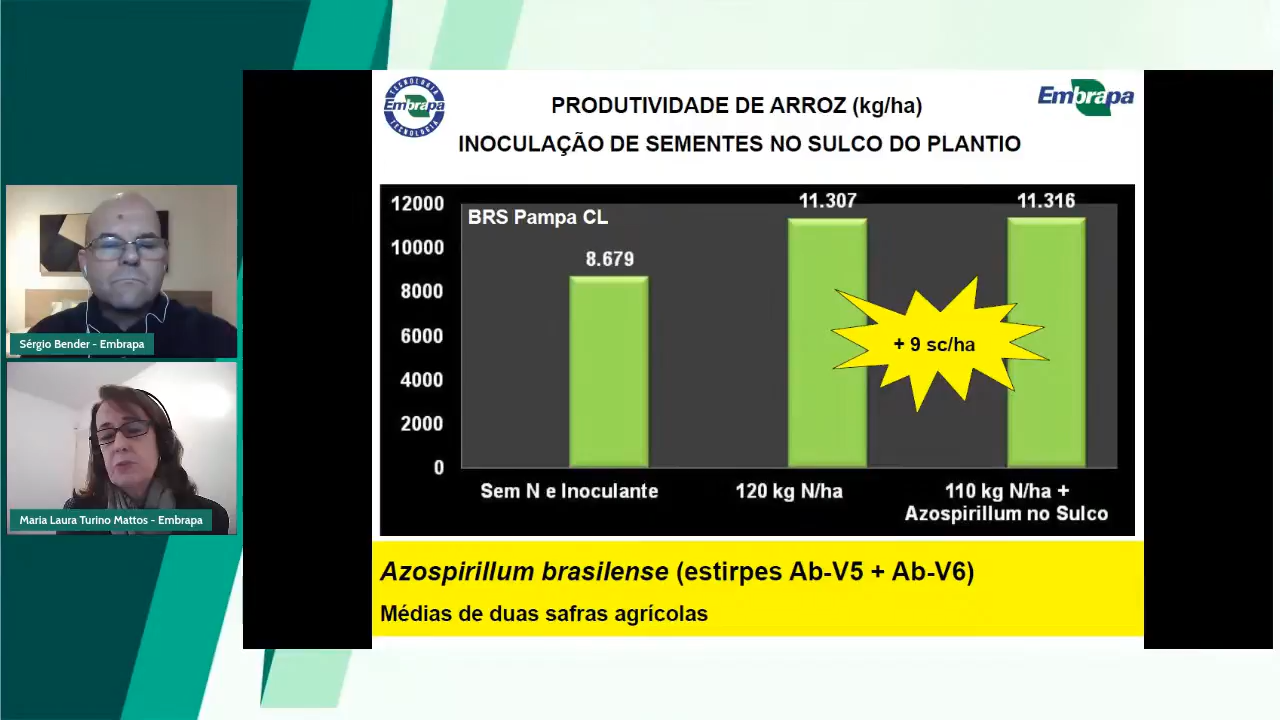 TECNOLOGIA
Embrapa
TECNOLOGIA
Embrapa
PRODUTIVIDADE DE ARROZ (kg/ha)
INOCULAÇÃO DE SEMENTES NO SULCO DO PLANTIO
12000
10000
8000
6000
4000
2000
0
BRS Pampa CL
8.679
11.307
11.316
+ 9 sc/ha
Sem N e Inoculante
120 kg N/ha
110 kg N/ha +
Azospirillum no Sulco
Azospirillum brasilense (estirpes Ab-V5 + Ab-V6)
Médias de duas safras agrícolas
Sérgio Bender - Embrapa
Maria Laura Turino Mattos - Embrapa